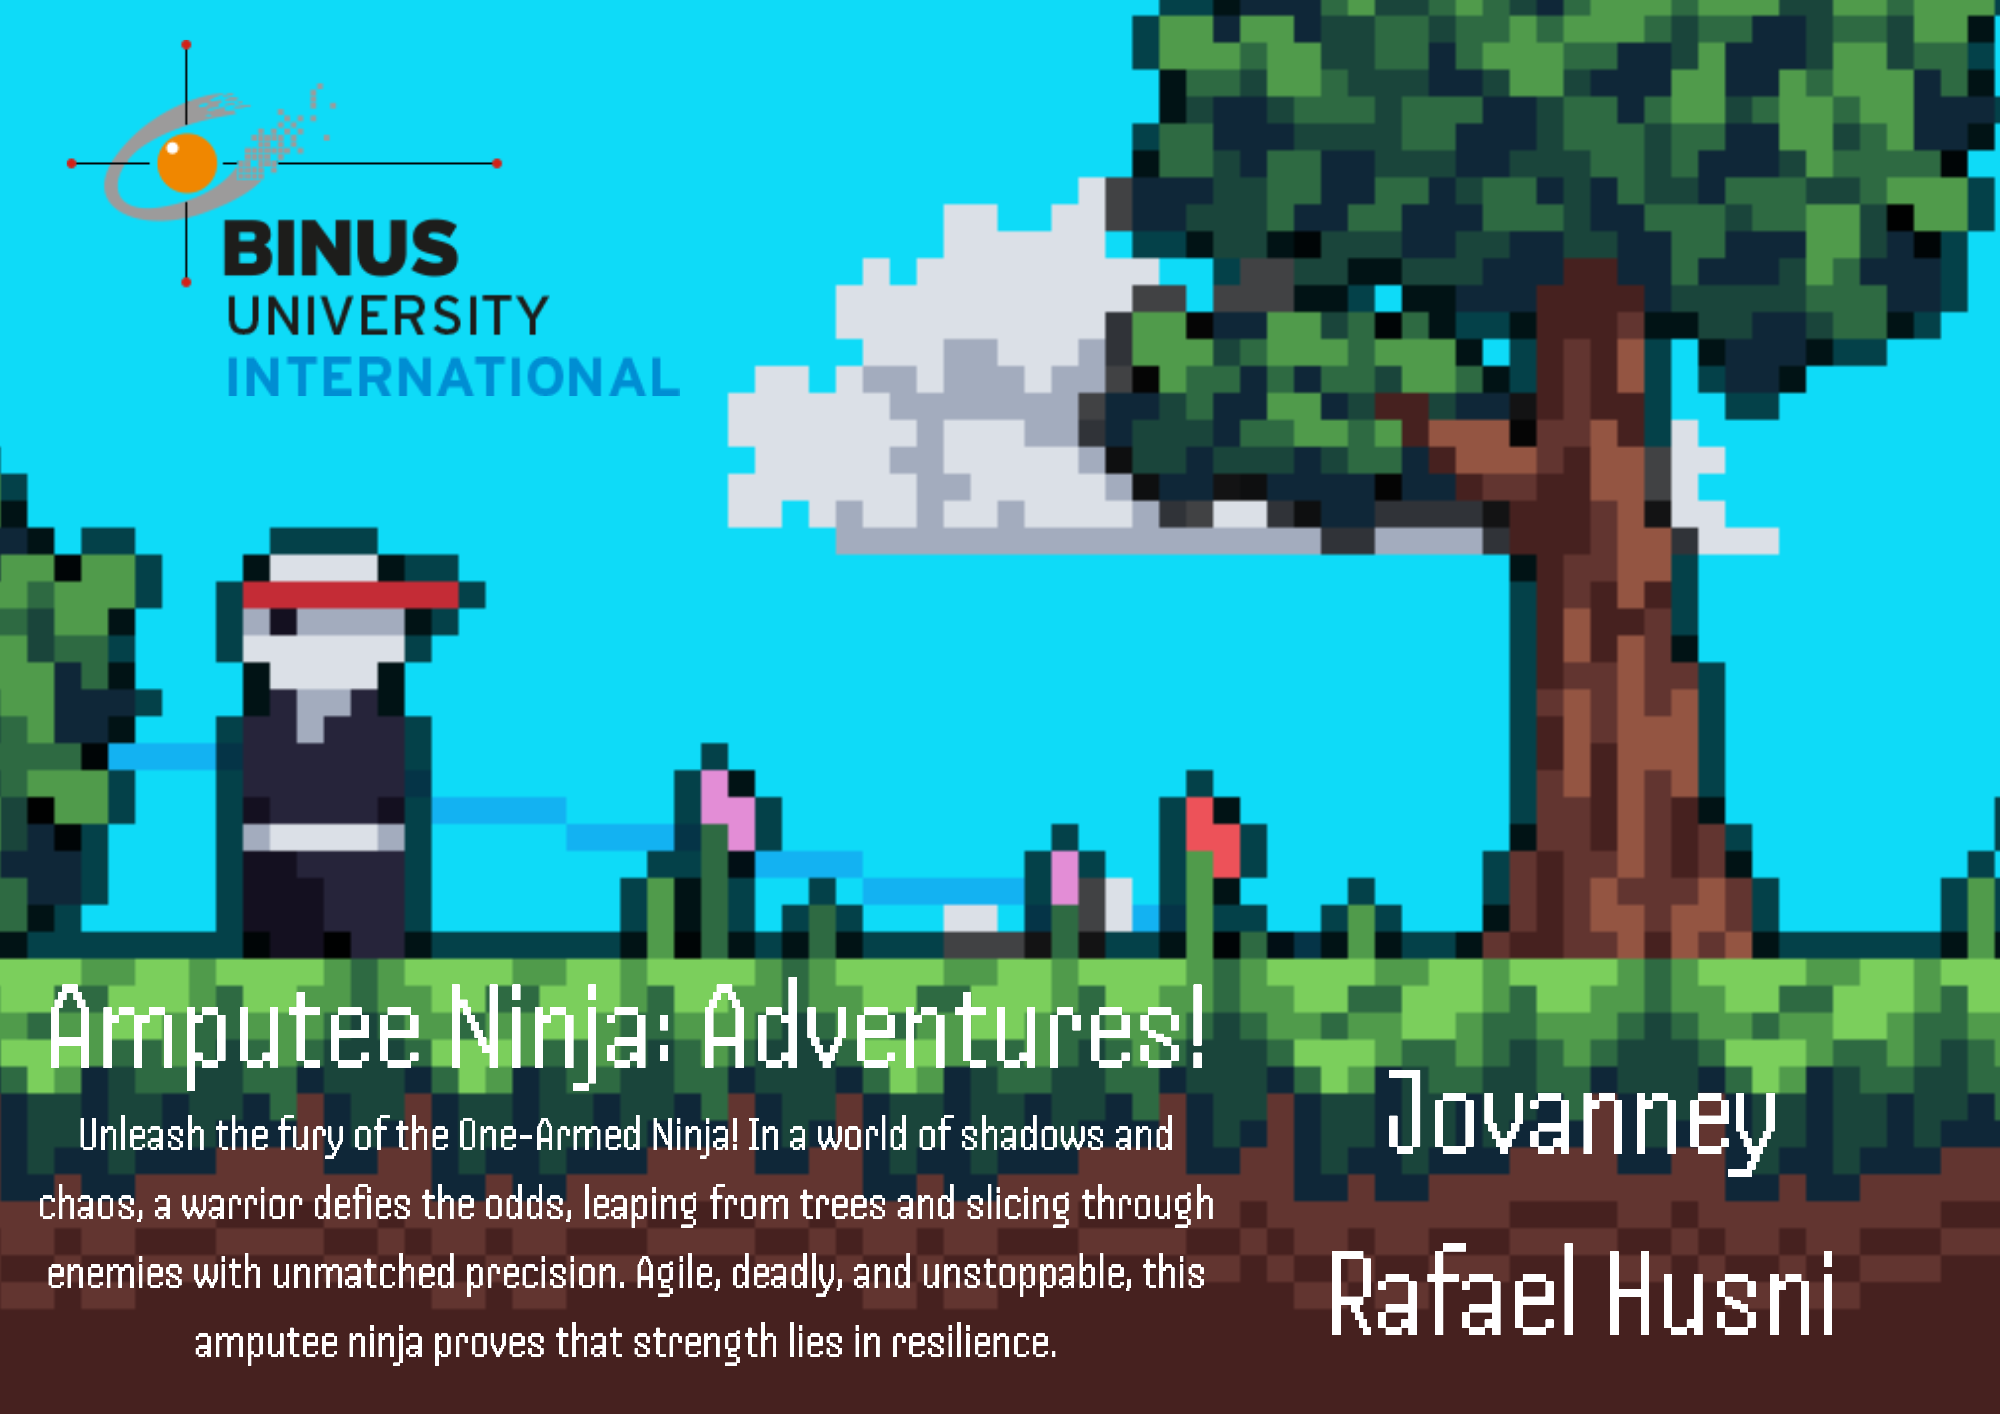 BINUS
UNIVERSITY
INTERNATIONAL
Amputee Ninja: Adventures!
Unleash the fury of the One-Armed Ninja! In a world of shadows and
chaos, a warrior defies the odds, leaping from trees and slicing through
enemies with unmatched precision. Agile, deadly, and unstoppable, this
amputee ninja proves that strength lies in resilience.
Jovanney
Rafael Husni